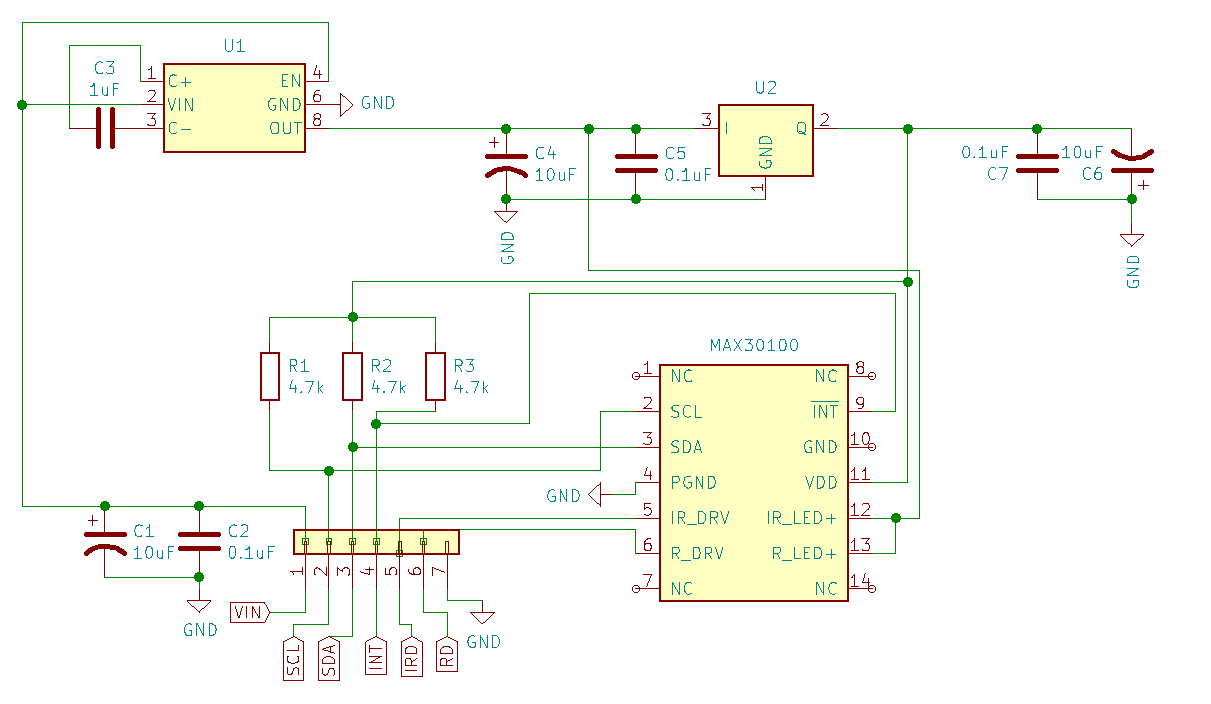 U1
C3
1uF
1 C+ EN 4
2 VIN GND 6 GND
3 C- OUT 8
U2
3 I Q 2
GND
1
+ C4
10uF
C5
0.1uF
GND
0.1uF
C7
10uF
C6
+
GND
R1
4.7k
R2
4.7k
R3
4.7k
MAX30100
1 NC NC 8
2 SCL INT 9
3 SDA GND 10
4 PGND VDD 11
GND
5 IR_DRV IR_LED+ 12
6 R_DRV R_LED+ 13
7 NC NC 14
+ C1
10uF
C2
0.1uF
GND
1 2 3 4 5 6 7
VIN
SCL
SDA
INT
IRD
RD
GND